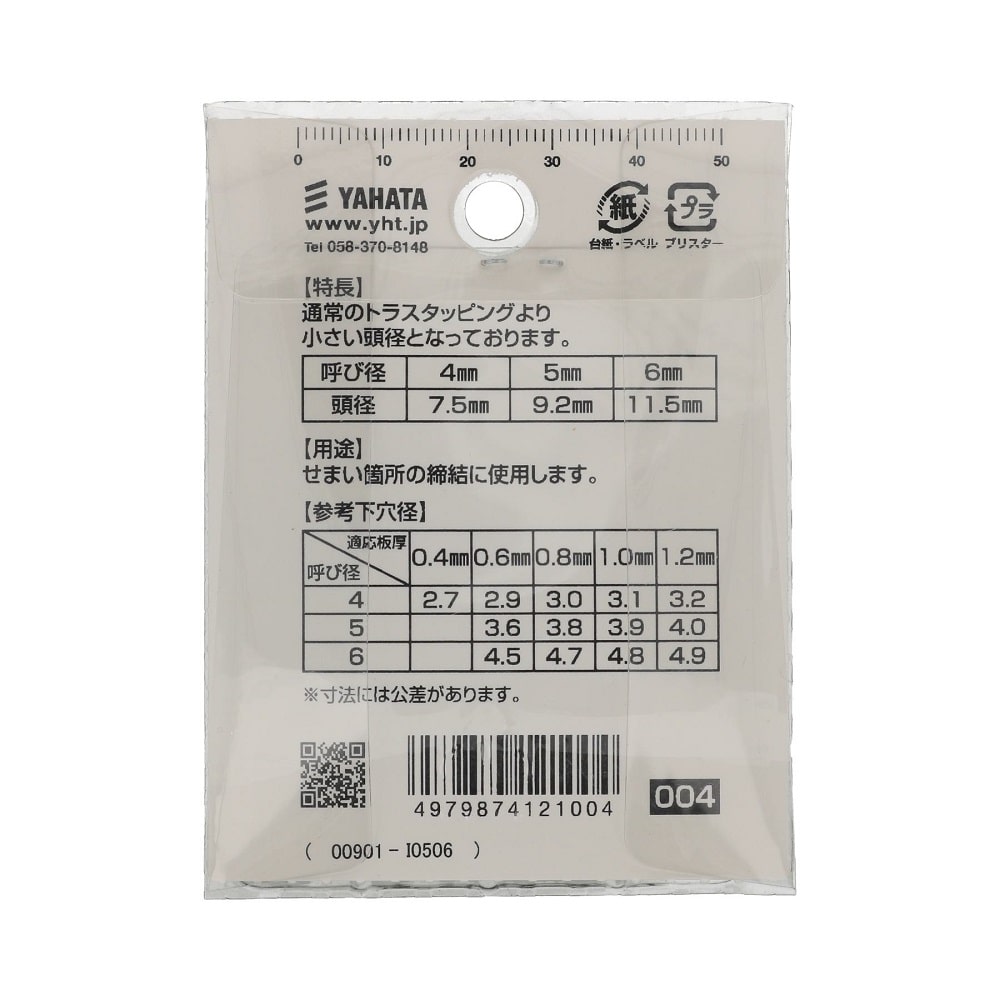 0 10 20 30 40 50
YAHATA
www.yht.jp
Tel 058-370-8148
紙 プラ
台紙・ラベル ブリスター
【特長】
通常のトラスタッピングより
小さい頭径となっております。
呼び径 4㎜ 5㎜ 6㎜
頭径 7.5㎜ 9.2㎜ 11.5㎜
【用途】
せまい箇所の締結に使用します。
【参考下穴径】
適応板厚 0.4㎜ 0.6㎜ 0.8㎜ 1.0㎜ 1.2㎜
呼び径
4 2.7 2.9 3.0 3.1 3.2
5 3.6 3.8 3.9 4.0
6 4.5 4.7 4.8 4.9
※寸法には公差があります。
4979874121004
004
( 00901-I0506 )